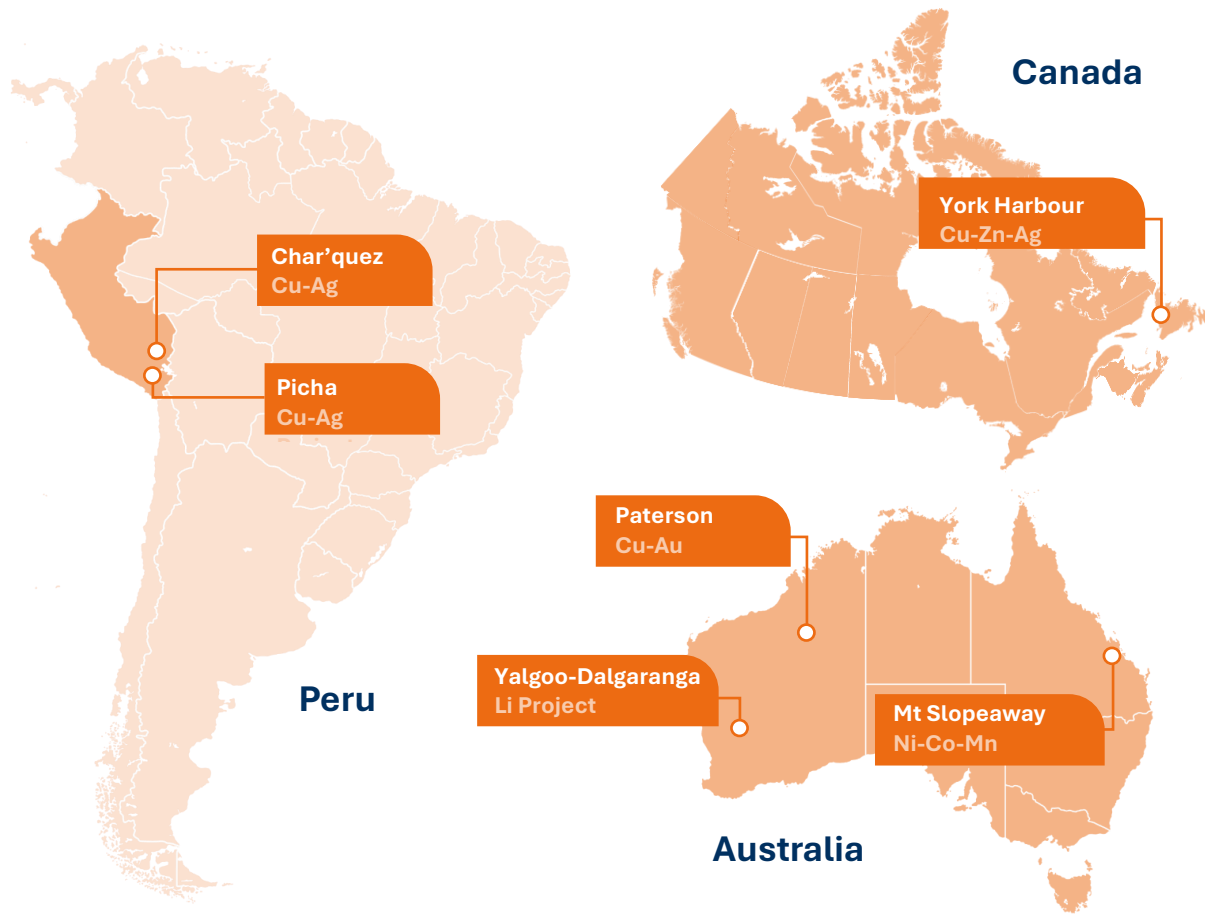 Canada
York Harbour
Cu-Zn-Ag
Char’quez
Cu-Ag
Picha
Cu-Ag
Peru
Paterson
Cu-Au
Yalgoo-Dalgaranga
Li Project
Mt Slopeaway
Ni-Co-Mn
Australia